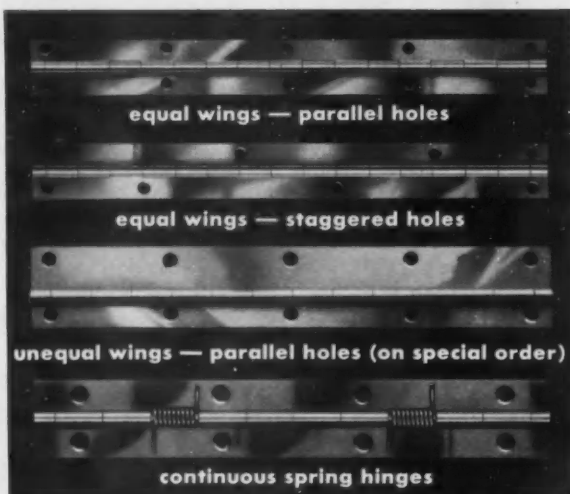 equal wings — parallel holes
equal wings — staggered holes
unequal wings — parallel holes (on special order)
continuous spring hinges